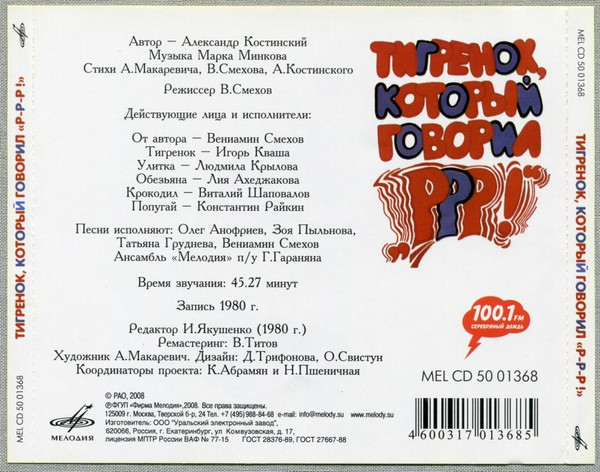 Автор – Александр Костинский
Музыка Марка Минкова
Стихи А.Макаревича, В.Смехова, А.Костинского
Режиссер В.Смехов
Действующие лица и исполнители:
От автора – Вениамин Смехов
Тигренок – Игорь Кваша
Улитка – Людмила Крылова
Обезьяна – Лия Ахеджакова
Крокодил – Виталий Шаповалов
Попугай – Константин Райкин
Песни исполняют: Олег Анофриев, Зоя Пыльнова,
Татьяна Груднева, Вениамин Смехов
Ансамбль «Мелодия» п/у Г.Гараняна
Время звучания: 45.27 минут
Запись 1980 г.
Редактор И.Якушенко (1980 г.)
Ремастеринг: В.Титов
Художник А.Макаревич. Дизайн: Д.Трифонова, О.Свистун
Координаторы проекта: К.Абрамян и Н.Пшеничная
© РАО, 2008
℗ ФГУП «Фирма Мелодия», 2008. Все права защищены.
125009 г. Москва, Тверской б-р, 24. Тел. +7 (495) 988-84-68 e-mail: info@melody.su www.melody.su
Изготовитель: ООО "Уральский электронный завод",
620066, Россия, г. Екатеринбург, ул Комвузовская, д. 17,
лицензия МПТР России ВАФ № 77-15 ГОСТ 28376-89, ГОСТ 27667-88
ТИГРЕНОК,
КОТОРЫЙ
ГОВОРИЛ
„РРР!“
100.1 FM
СЕРЕБРЯНЫЙ ДОЖДЬ
MEL CD 50 01368
4 600317 013685
ТИГРЕНОК, КОТОРЫЙ ГОВОРИЛ «Р-Р-Р!»
MEL CD 50 01368
МЕЛОДИЯ
MEL CD 50 01368
ТИГРЕНОК, КОТОРЫЙ ГОВОРИЛ «Р-Р-Р!»